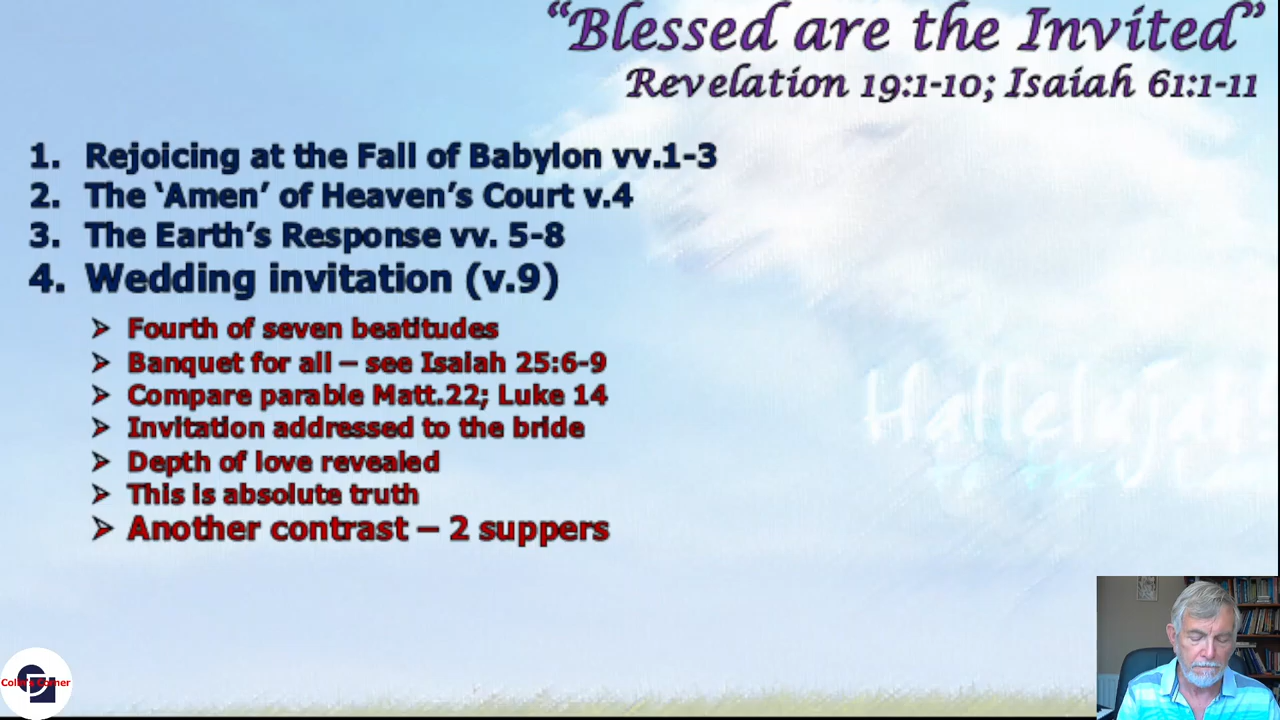 “Blessed are the Invited”
Revelation 19:1-10; Isaiah 61:1-11
1. Rejoicing at the Fall of Babylon vv.1-3
2. The ‘Amen’ of Heaven’s Court v.4
3. The Earth’s Response vv. 5-8
4. Wedding invitation (v.9)
➢ Fourth of seven beatitudes
➢ Banquet for all – see Isaiah 25:6-9
➢ Compare parable Matt.22; Luke 14
➢ Invitation addressed to the bride
➢ Depth of love revealed
➢ This is absolute truth
➢ Another contrast – 2 suppers
Hallelujah
Corner